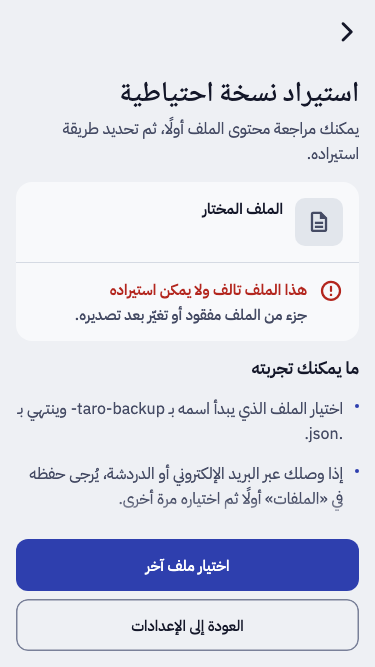 استيراد نسخة احتياطية
يمكنك مراجعة محتوى الملف أولًا، ثم تحديد طريقة
استيراده.
الملف المختار
هذا الملف تالف ولا يمكن استيراده
جزء من الملف مفقود أو تغيّر بعد تصديره.
ما يمكنك تجربته
• اختيار الملف الذي يبدأ اسمه بـ taro-backup- وينتهي بـ
.json.
• إذا وصلك عبر البريد الإلكتروني أو الدردشة، يُرجى حفظه
في «الملفات» أولًا ثم اختياره مرة أخرى.
اختيار ملف آخر
العودة إلى الإعدادات